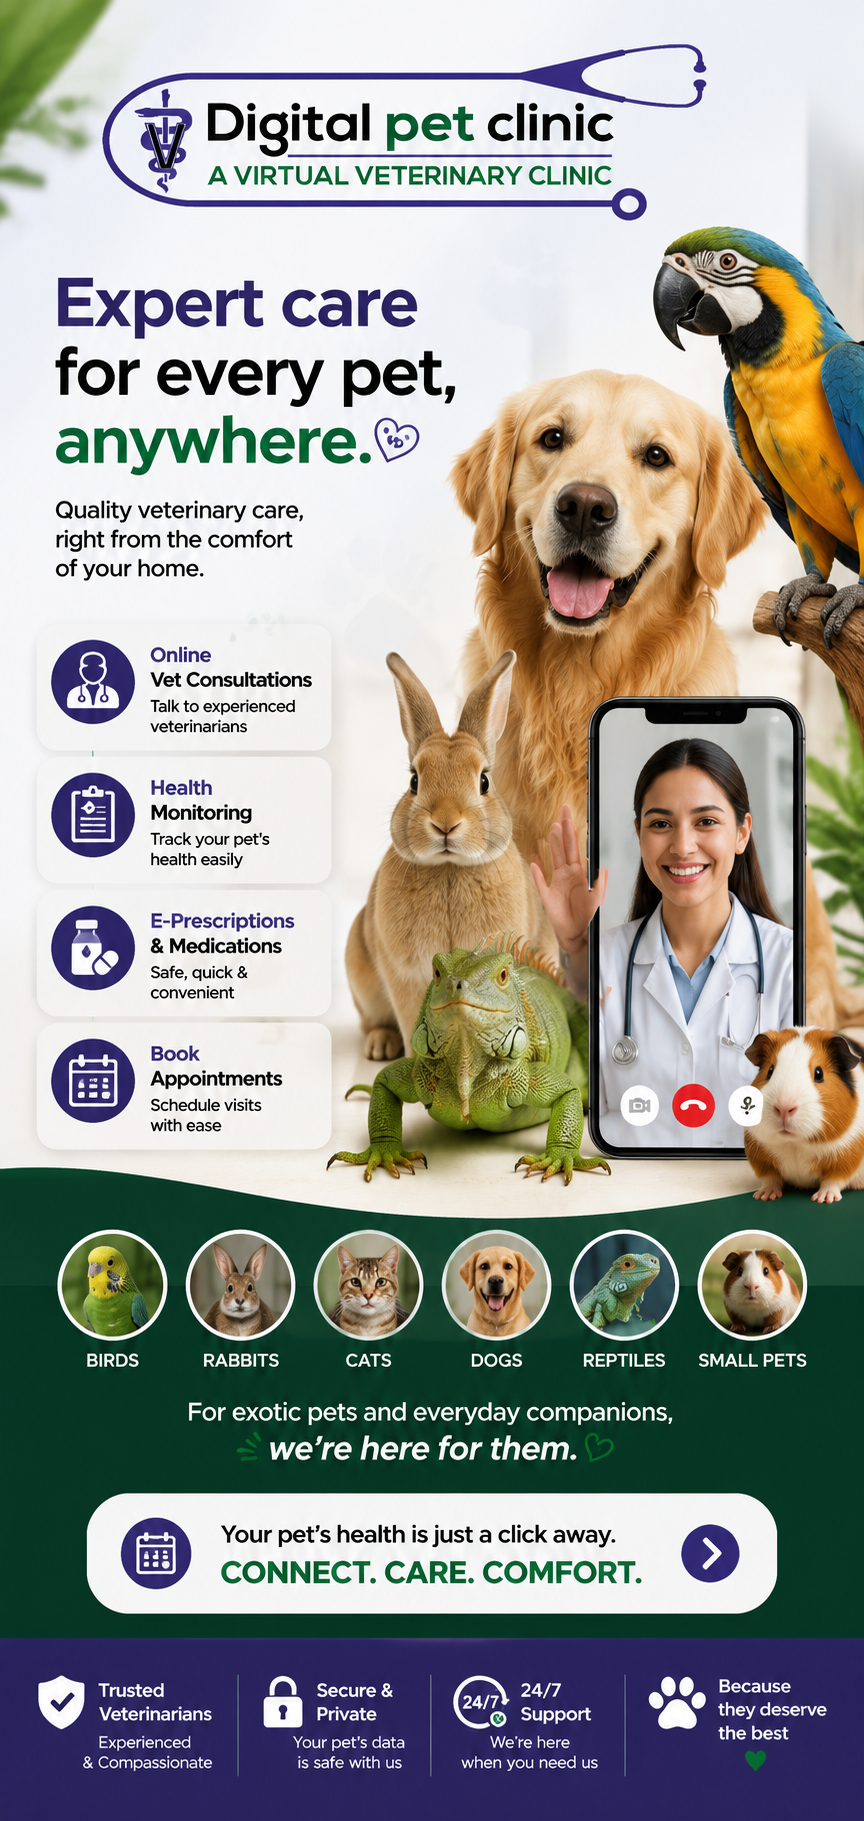 V
Digital pet clinic
A VIRTUAL VETERINARY CLINIC
Expert care
for every pet,
anywhere.
Quality veterinary care,
right from the comfort
of your home.
Online
Vet Consultations
Talk to experienced
veterinarians
Health
Monitoring
Track your pet's
health easily
E-Prescriptions
& Medications
Safe, quick &
convenient
Book
Appointments
Schedule visits
with ease
BIRDS
RABBITS
CATS
DOGS
REPTILES
SMALL PETS
For exotic pets and everyday companions,
we're here for them.
Your pet's health is just a click away.
CONNECT. CARE. COMFORT.
Trusted
Veterinarians
Experienced
& Compassionate
Secure &
Private
Your pet's data
is safe with us
24/7
24/7
Support
We're here
when you need us
Because
they deserve
the best